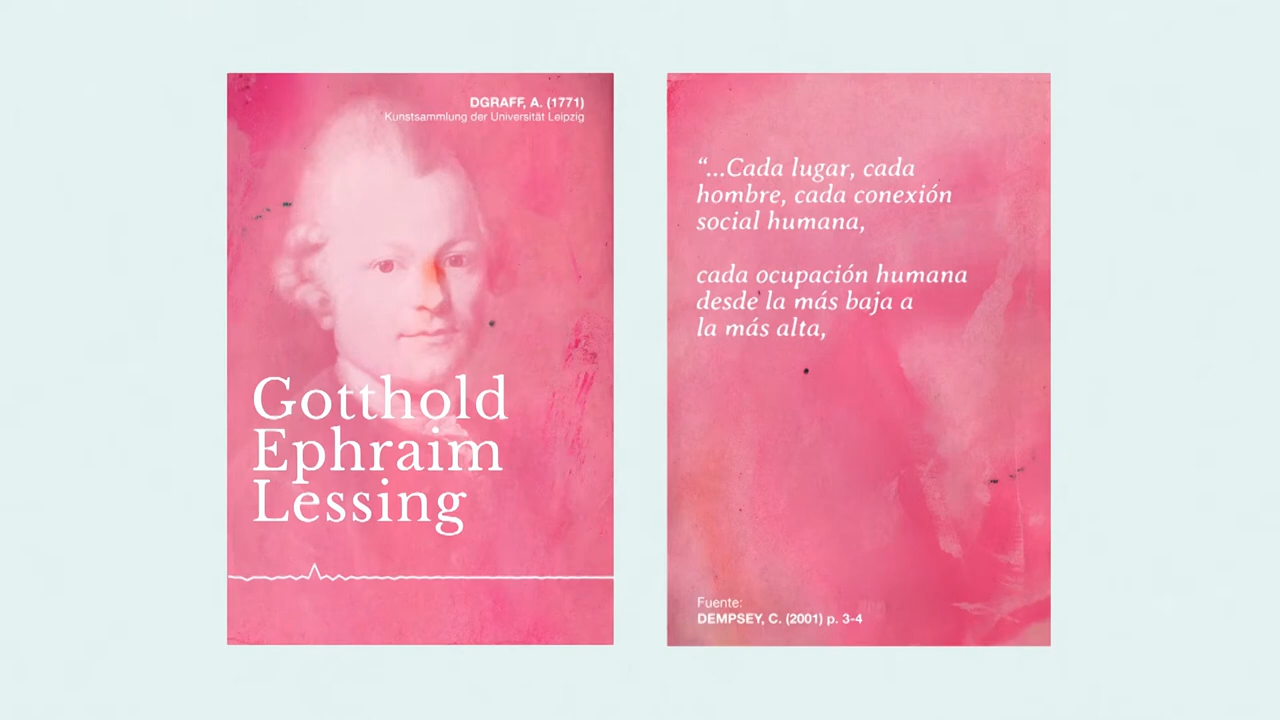 DGRAFF, A. (1771)
Kunstsammlung der Universität Leipzig
Gotthold
Ephraim
Lessing
“...Cada lugar, cada
hombre, cada conexión
social humana,
cada ocupación humana
desde la más baja a
la más alta,
Fuente:
DEMPSEY, C. (2001) p. 3-4